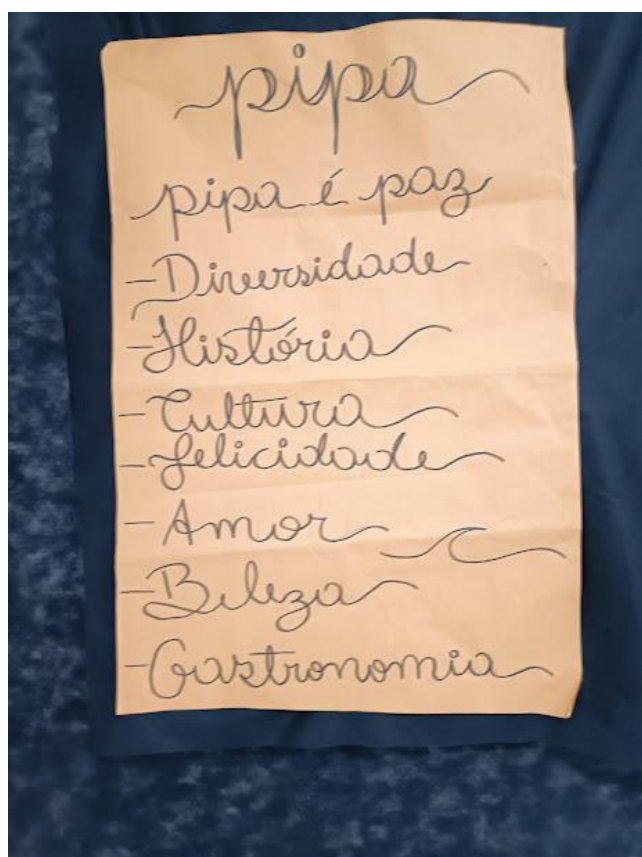 pipa
pipa é paz
- Diversidade
- História
- Cultura
- felicidade
- Amor
- Beleza
- Gastronomia